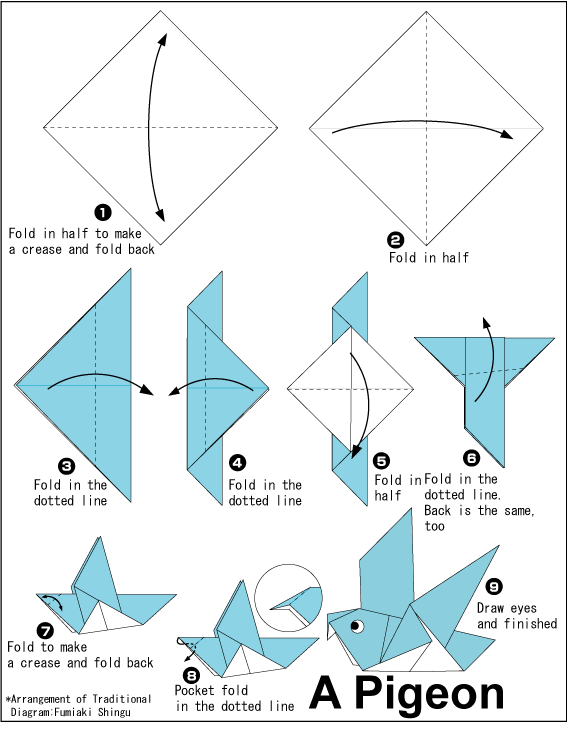 1
Fold in half to make
a crease and fold back
2
Fold in half
3
Fold in the
dotted line
4
Fold in the
dotted line
5
Fold in
half
6
Fold in the
dotted line.
Back is the same,
too
7
Fold to make
a crease and fold back
8
Pocket fold
in the dotted line
9
Draw eyes
and finished
*Arrangement of Traditional
Diagram:Fumiaki Shingu
A Pigeon